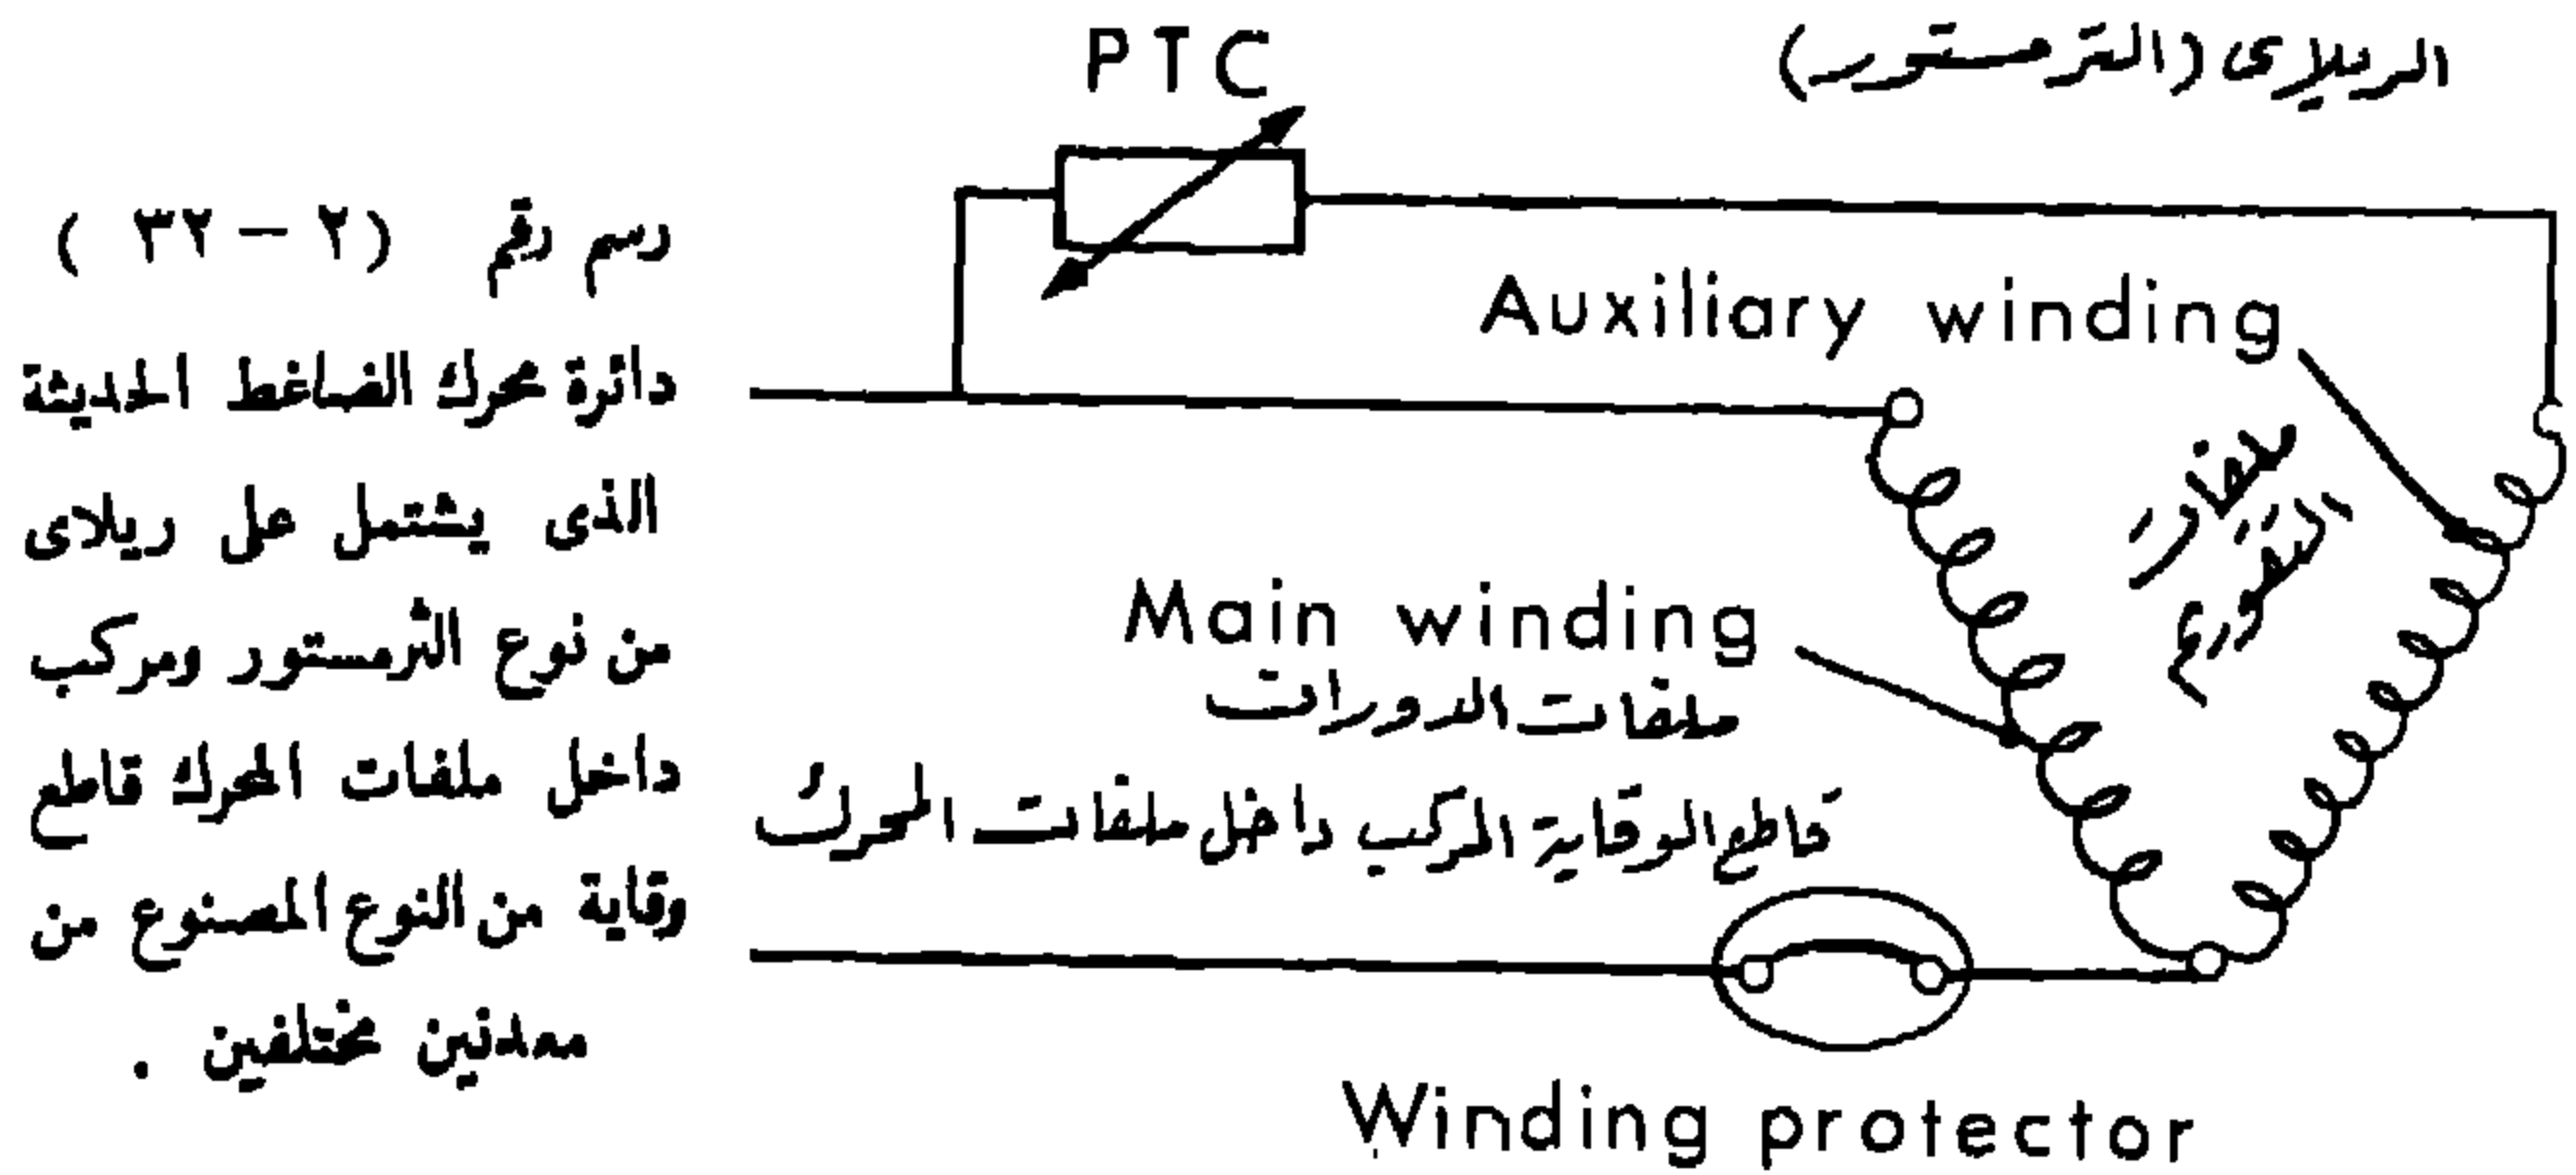 PTC
الريلاى (الترمستور)
رسم رقم (٢ - ٣٢)
دائرة محرك الضاغط الحديثة
الذى يشتمل على ريلاى
من نوع الثرمستور ومركب
داخل ملفات المحرك قاطع
وقاية من النوع المصنوع من
معدنين مختلفين .
Auxiliary winding
ملفات
التقويم
Main winding
ملفات الدوران
قاطع الوقاية المركب داخل ملفات المحرك
Winding protector